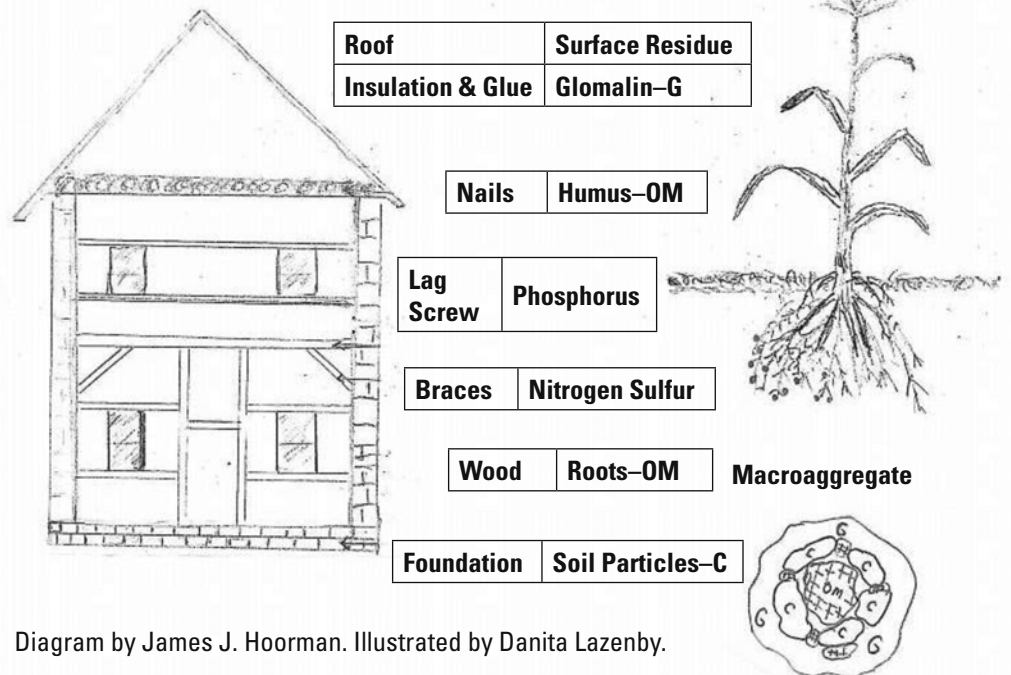 Roof Surface Residue
Insulation & Glue Glomalin–G
Nails Humus–OM
Lag
Screw Phosphorus
Braces Nitrogen Sulfur
Wood Roots–OM
Macroaggregate
Foundation Soil Particles–C
G
C
C
OM
C
C
G
G
C
C
G
Diagram by James J. Hoorman. Illustrated by Danita Lazenby.